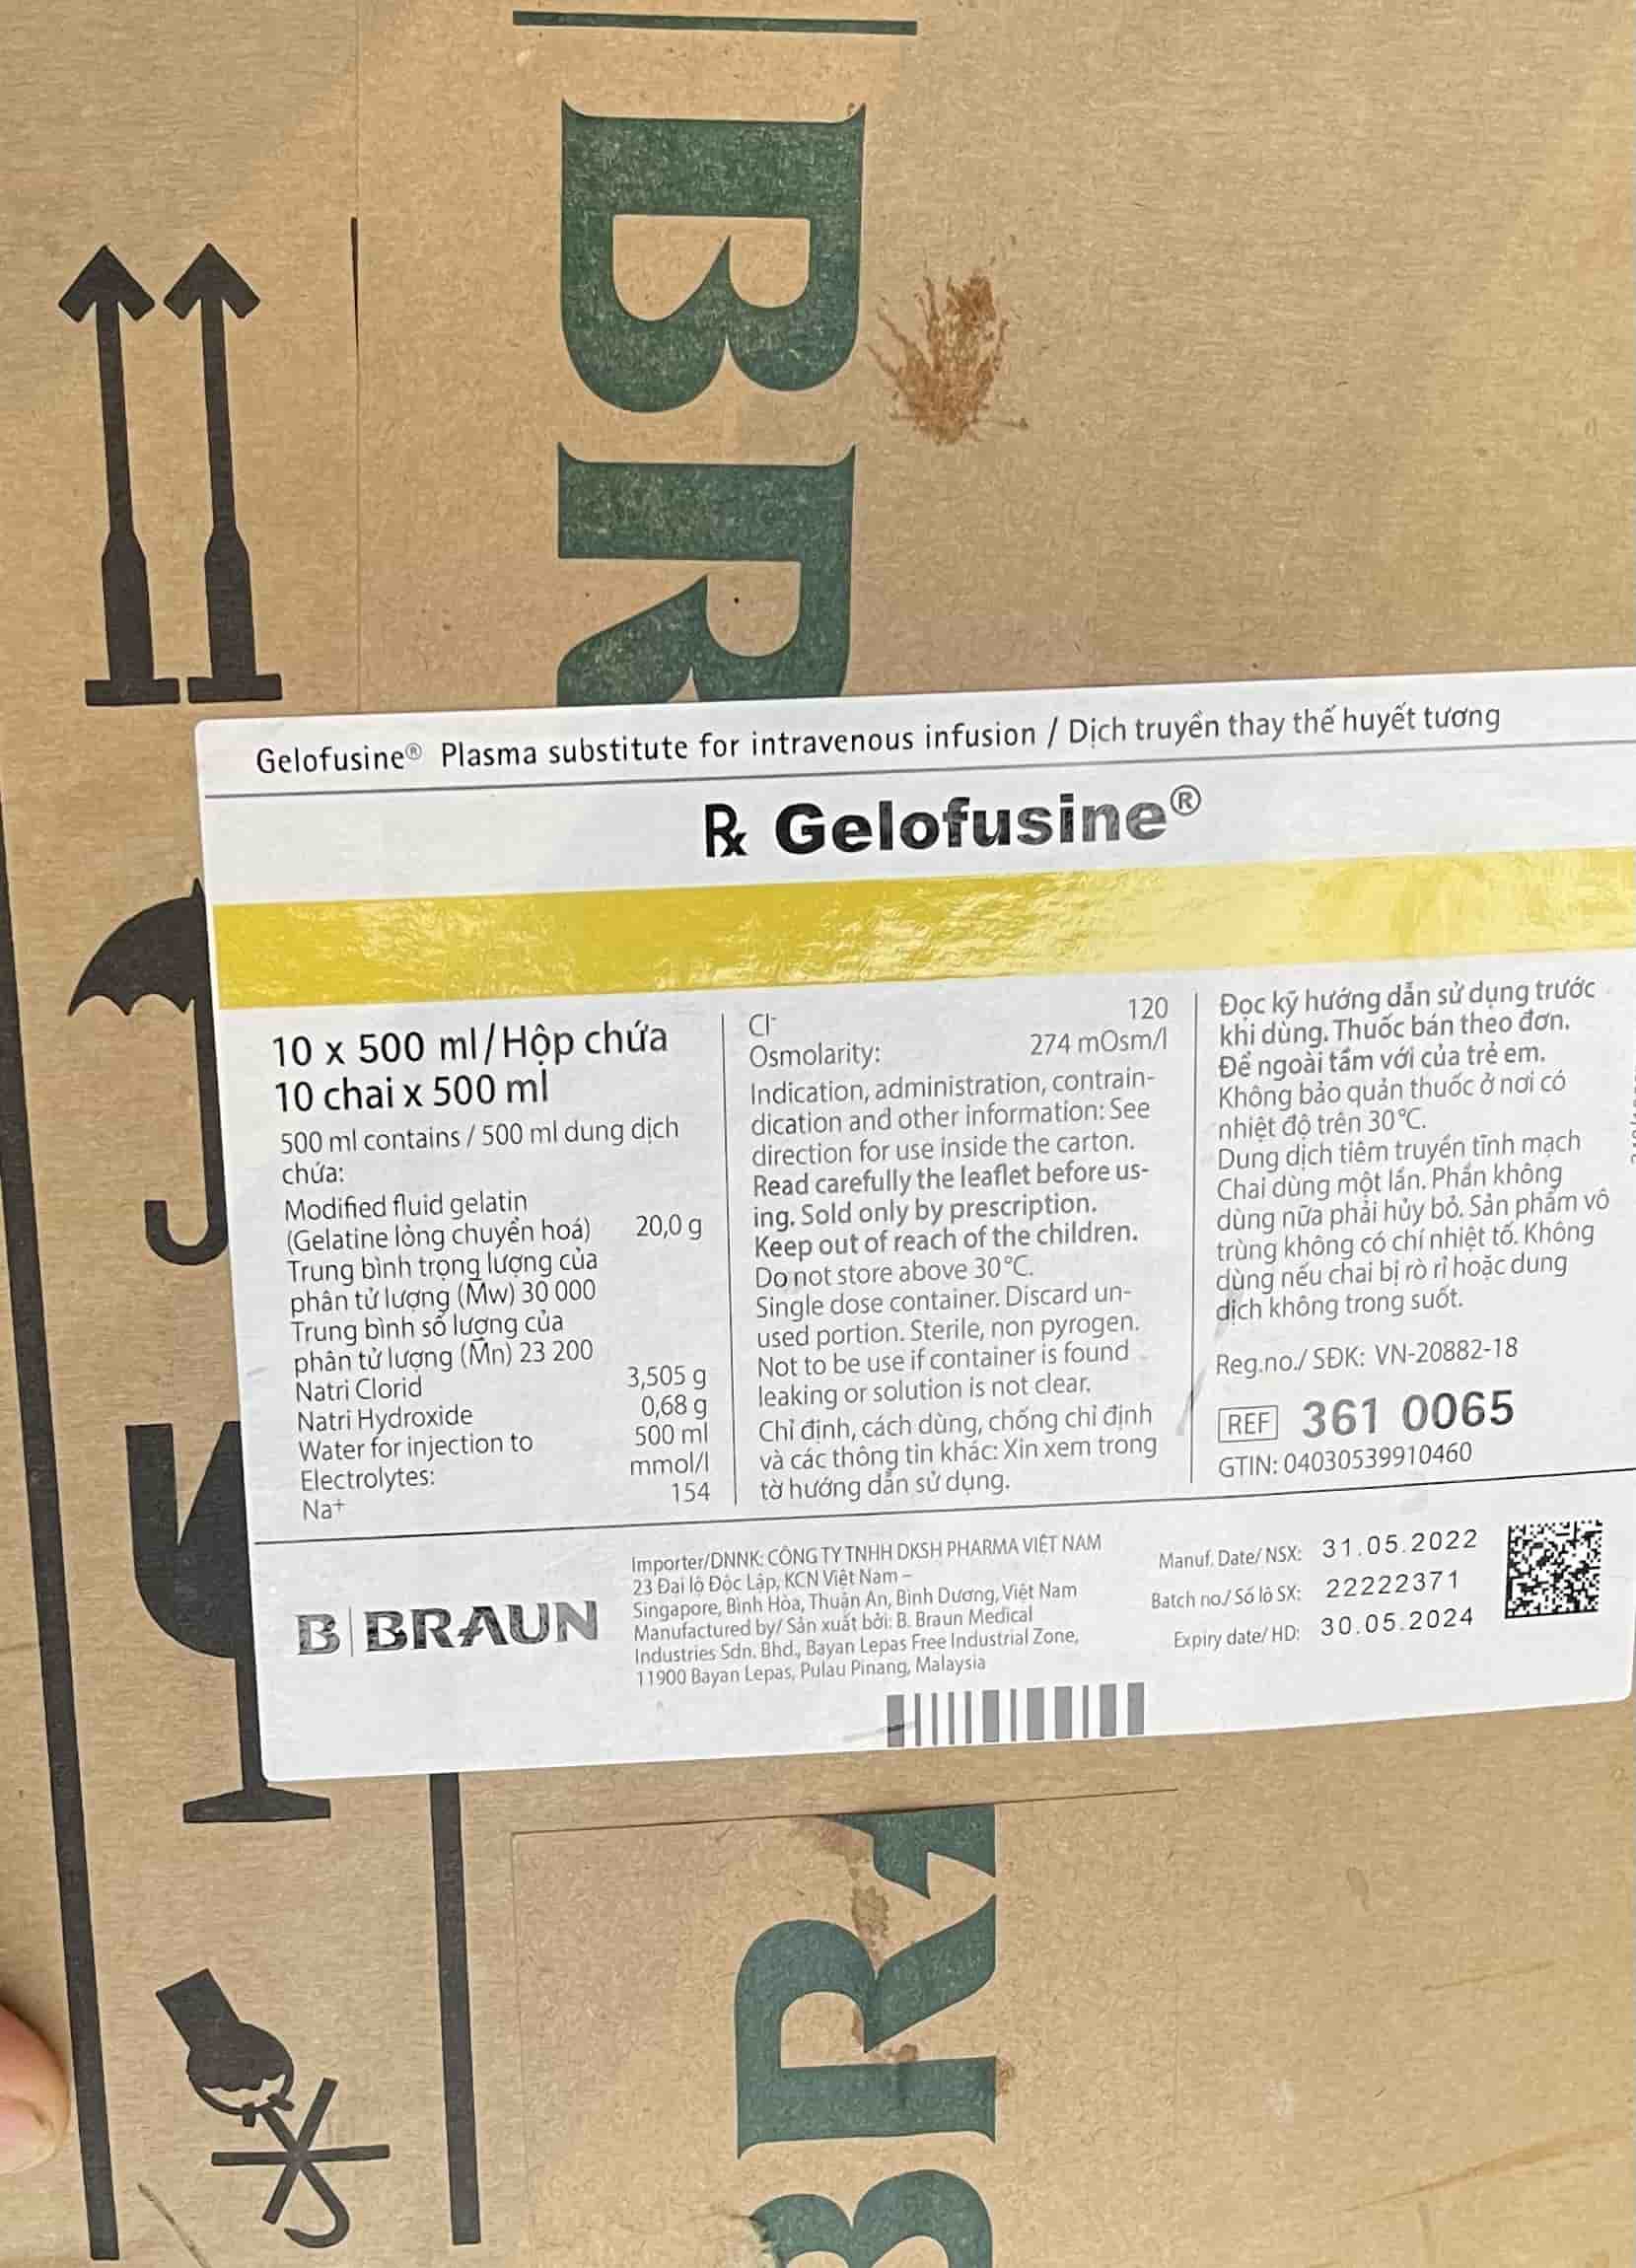 BR
Gelofusine® Plasma substitute for intravenous infusion / Dịch truyền thay thế huyết tương
℞ Gelofusine®
10 x 500 ml/Hộp chứa
10 chai x 500 ml
500 ml contains / 500 ml dung dịch
chứa:
Modified fluid gelatin
(Gelatine lỏng chuyển hoá) 20,0 g
Trung bình trọng lượng của
phân tử lượng (M̅w) 30 000
Trung bình số lượng của
phân tử lượng (M̅n) 23 200
Natri Clorid 3,505 g
Natri Hydroxide 0,68 g
Water for injection to 500 ml
Electrolytes: mmol/l
Na+ 154
Cl- 120
Osmolarity: 274 mOsm/l
Indication, administration, contrain-
dication and other information: See
direction for use inside the carton.
Read carefully the leaflet before us-
ing. Sold only by prescription.
Keep out of reach of the children.
Do not store above 30°C.
Single dose container. Discard un-
used portion. Sterile, non pyrogen.
Not to be use if container is found
leaking or solution is not clear.
Chỉ định, cách dùng, chống chỉ định
và các thông tin khác: Xin xem trong
tờ hướng dẫn sử dụng.
Đọc kỹ hướng dẫn sử dụng trước
khi dùng. Thuốc bán theo đơn.
Để ngoài tầm với của trẻ em.
Không bảo quản thuốc ở nơi có
nhiệt độ trên 30°C.
Dung dịch tiêm truyền tĩnh mạch
Chai dùng một lần. Phần không
dùng nữa phải hủy bỏ. Sản phẩm vô
trùng không có chí nhiệt tố. Không
dùng nếu chai bị rò rỉ hoặc dung
dịch không trong suốt.
Reg.no./ SĐK: VN-20882-18
REF 361 0065
GTIN: 04030539910460
B|BRAUN
Importer/DNNK: CÔNG TY TNHH DKSH PHARMA VIỆT NAM
23 Đại lộ Độc Lập, KCN Việt Nam –
Singapore, Bình Hòa, Thuận An, Bình Dương, Việt Nam
Manufactured by/ Sản xuất bởi: B. Braun Medical
Industries Sdn. Bhd., Bayan Lepas Free Industrial Zone,
11900 Bayan Lepas, Pulau Pinang, Malaysia
Manuf. Date/ NSX: 31.05.2022
Batch no./ Số lô SX: 22222371
Expiry date/ HD: 30.05.2024
BRA